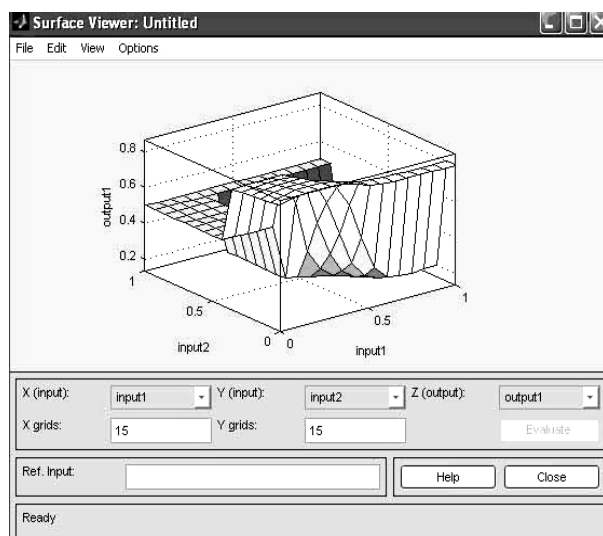 Surface Viewer: Untitled
File Edit View Options
0.8
0.6
0.4
0.2
output1
1
0.5
0
input2
0
0.5
1
input1
X (input): input1 Y (input): input2 Z (output): output1
X grids: 15 Y grids: 15 Evaluate
Ref. Input: Help Close
Ready